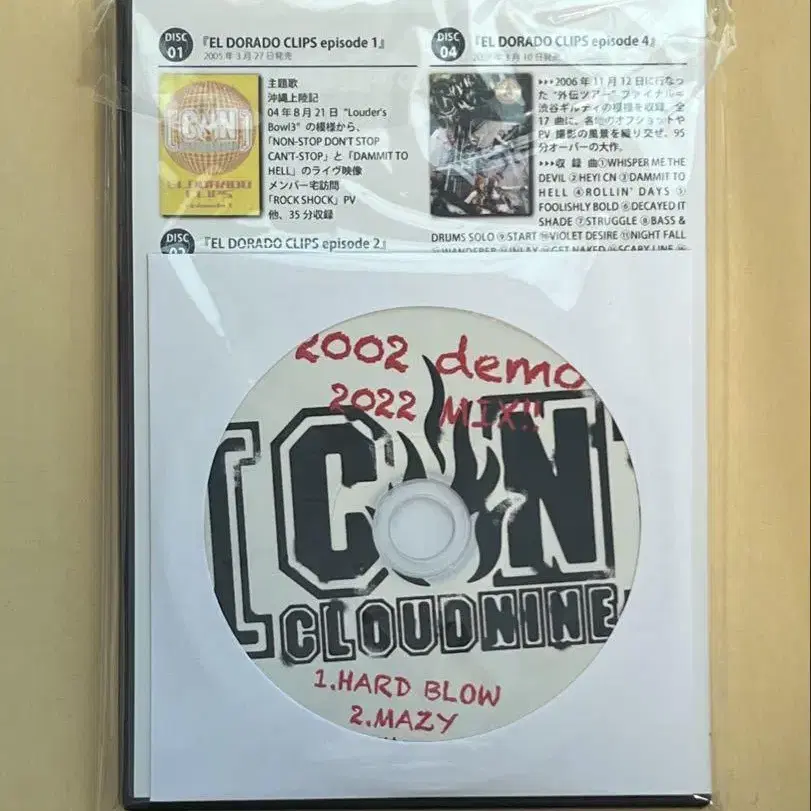 DISC
01
『EL DORADO CLIPS episode 1』
2005年3月27日発売
主題歌
沖縄上陸記
04年8月21日 "Louder's
Bowl3" の模様から、
「NON-STOP DON'T STOP
CAN'T-STOP」と「DAMMIT TO
HELL」のライヴ映像
メンバー宅訪問
「ROCK SHOCK」PV
他、35分収録
[CN]
EL DORADO
CLIPS
DISC
『EL DORADO CLIPS episode 2』
DISC
04
『EL DORADO CLIPS episode 4』
▸▸▸2006年11月12日に行なっ
た "外伝ツアー" ファイナル=
渋谷ギルティの模様を収録。全
17曲に、各地のオフショットや
PV撮影の風景を織り交ぜ、95
分オーバーの大作。
▸▸▸収録曲①WHISPER ME THE
DEVIL ②HEY! CN ③DAMMIT TO
HELL ④ROLLIN' DAYS ⑤
FOOLISHLY BOLD ⑥DECAYED IT
SHADE ⑦STRUGGLE ⑧BASS &
DRUMS SOLO ⑨START ⑩VIOLET DESIRE ⑪NIGHT FALL
2002 demo
2022 MIX!!
[CN
CLOUDNINE
1.HARD BLOW
2.MAZY